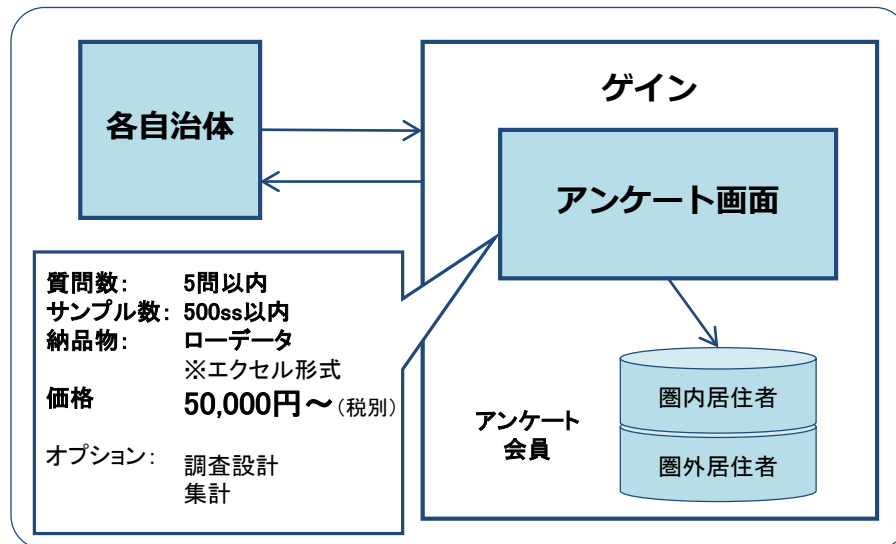 各自治体
ゲイン
アンケート画面
質問数： 5問以内
サンプル数： 500ss以内
納品物： ローデータ
※エクセル形式
価格 50,000円～（税別）
オプション： 調査設計
集計
アンケート
会員
圏内居住者
圏外居住者